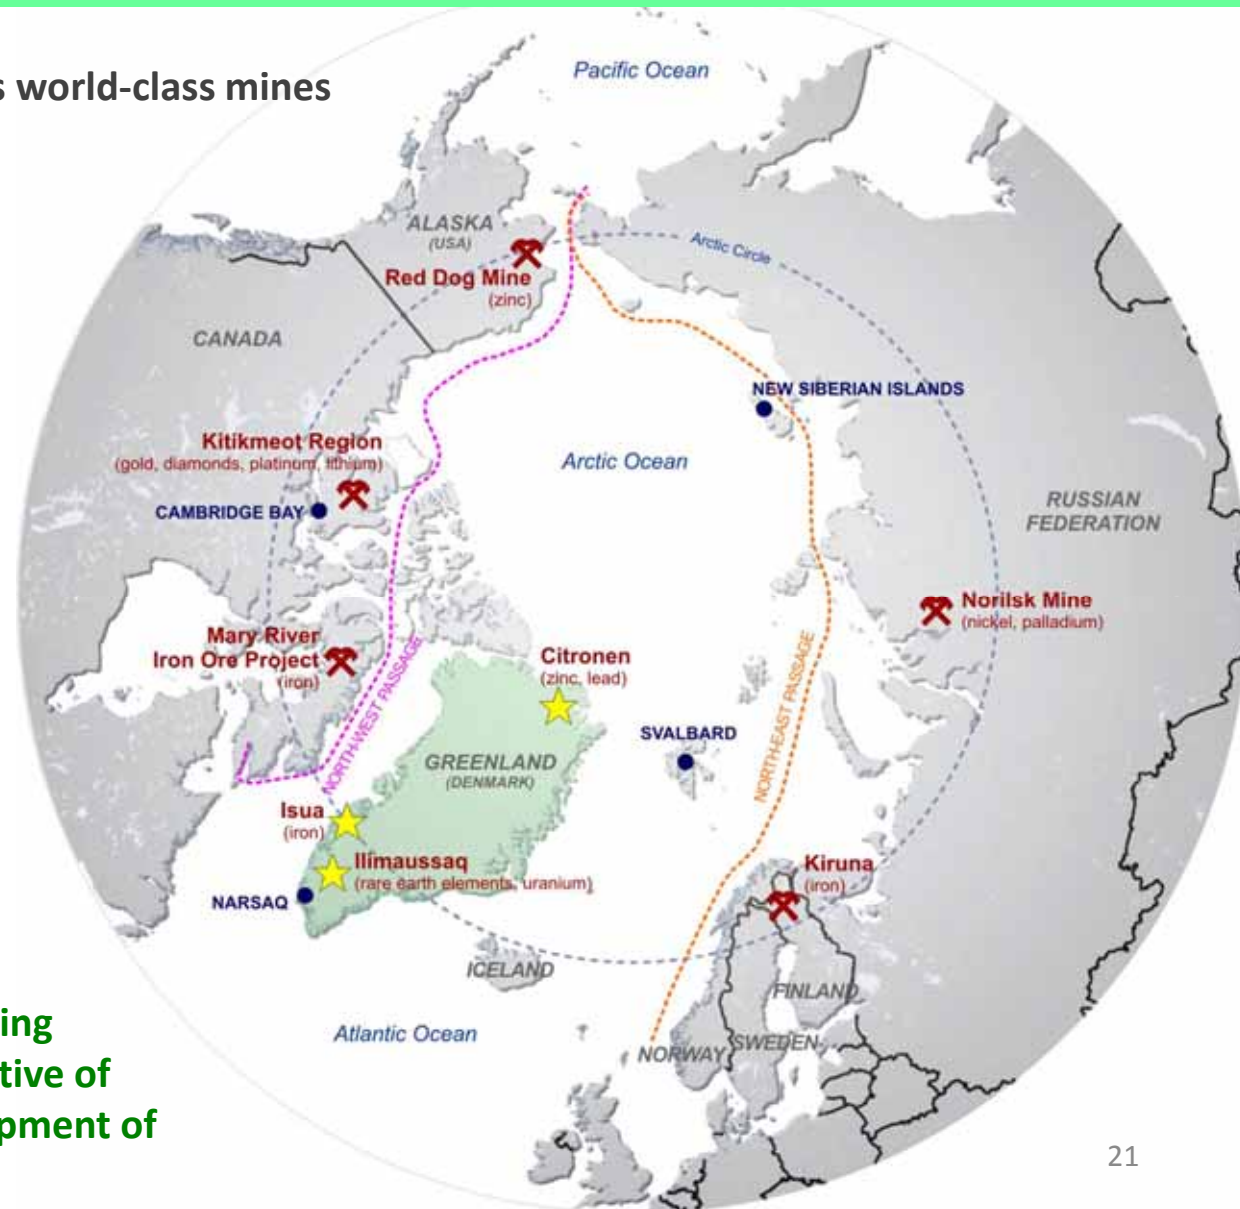 s world-class mines
Pacific Ocean
ALASKA
(USA)
Arctic Circle
Red Dog Mine
(zinc)
CANADA
NEW SIBERIAN ISLANDS
Kitikmeot Region
(gold, diamonds, platinum, lithium)
Arctic Ocean
CAMBRIDGE BAY
RUSSIAN
FEDERATION
Norilsk Mine
(nickel, palladium)
Mary River
Iron Ore Project
(iron)
NORTH-WEST PASSAGE
Citronen
(zinc, lead)
NORTH-EAST PASSAGE
SVALBARD
GREENLAND
(DENMARK)
Isua
(iron)
Ilimaussaq
(rare earth elements, uranium)
Kiruna
(iron)
NARSAQ
ICELAND
FINLAND
ing
Atlantic Ocean
NORWAY
SWEDEN
tive of
pment of
21